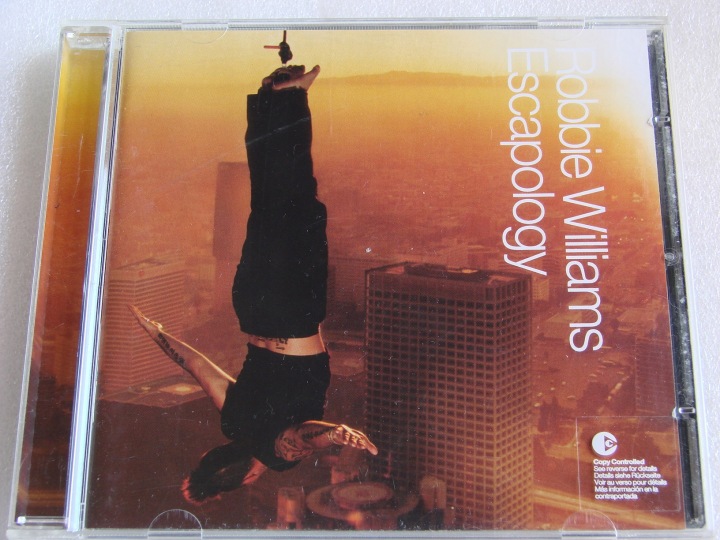 Robbie Williams
Escapology
Copy Controlled
See reverse for details
Details siehe Rückseite
Voir au verso pour détails
Más información en la
contraportada